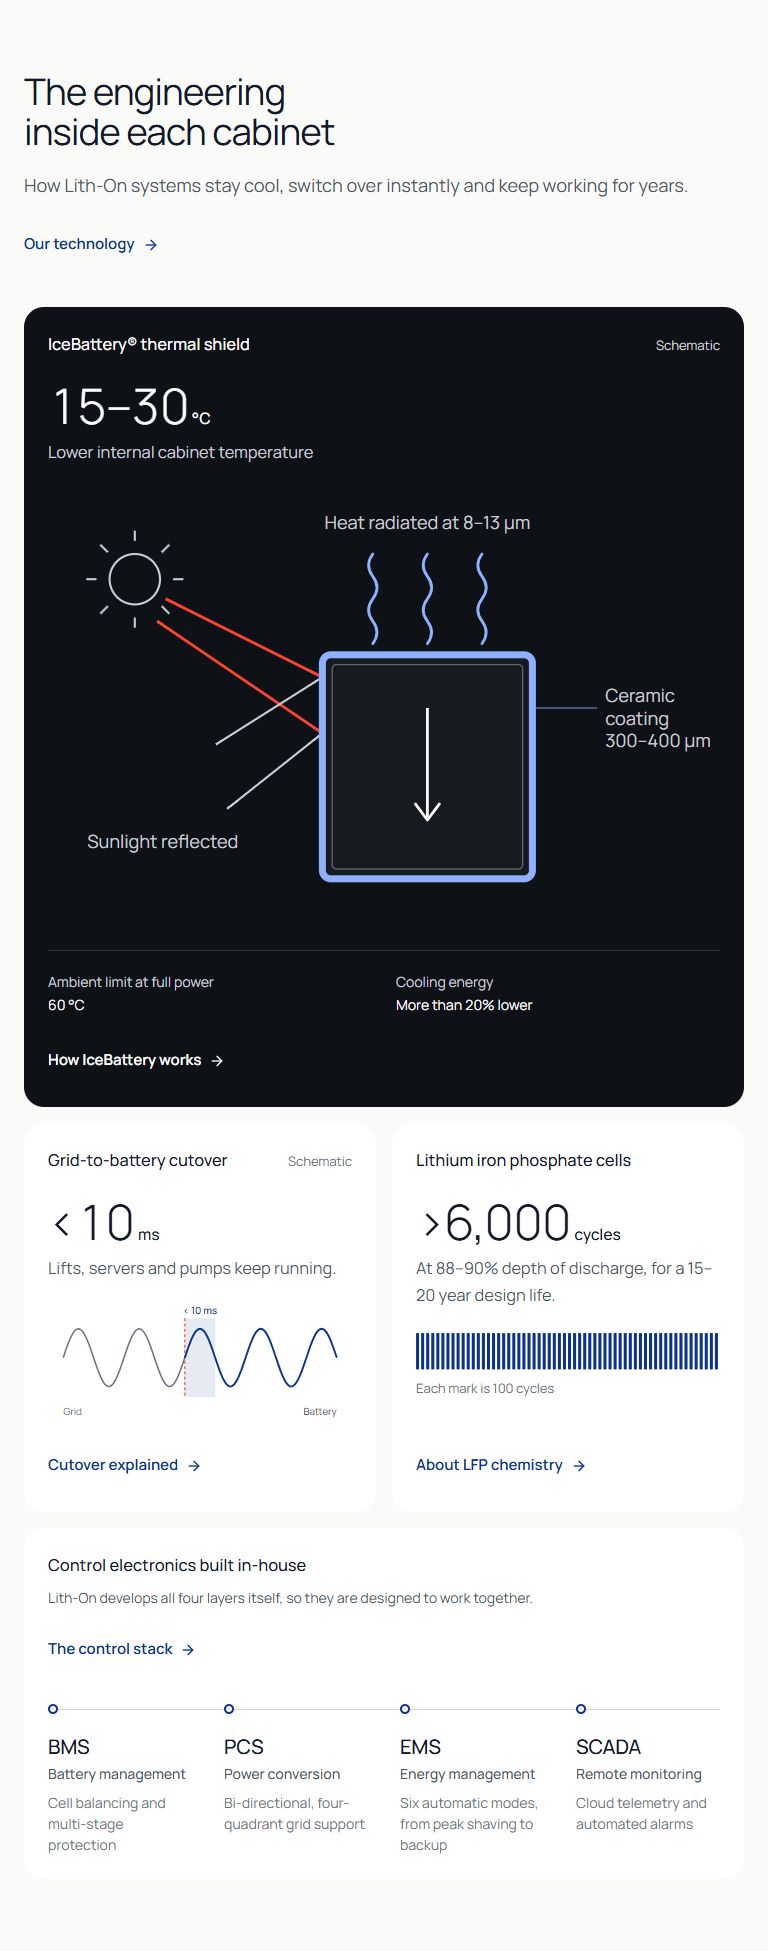 The engineering
inside each cabinet
How Lith-On systems stay cool, switch over instantly and keep working for years.
Our technology →
IceBattery® thermal shield
Schematic
15–30 °C
Lower internal cabinet temperature
Heat radiated at 8–13 µm
Ceramic
coating
300–400 µm
Sunlight reflected
Ambient limit at full power
60 °C
Cooling energy
More than 20% lower
How IceBattery works →
Grid-to-battery cutover
Schematic
< 10 ms
Lifts, servers and pumps keep running.
< 10 ms
Grid
Battery
Cutover explained →
Lithium iron phosphate cells
>6,000 cycles
At 88–90% depth of discharge, for a 15–
20 year design life.
Each mark is 100 cycles
About LFP chemistry →
Control electronics built in-house
Lith-On develops all four layers itself, so they are designed to work together.
The control stack →
BMS
Battery management
Cell balancing and
multi-stage
protection
PCS
Power conversion
Bi-directional, four-
quadrant grid support
EMS
Energy management
Six automatic modes,
from peak shaving to
backup
SCADA
Remote monitoring
Cloud telemetry and
automated alarms